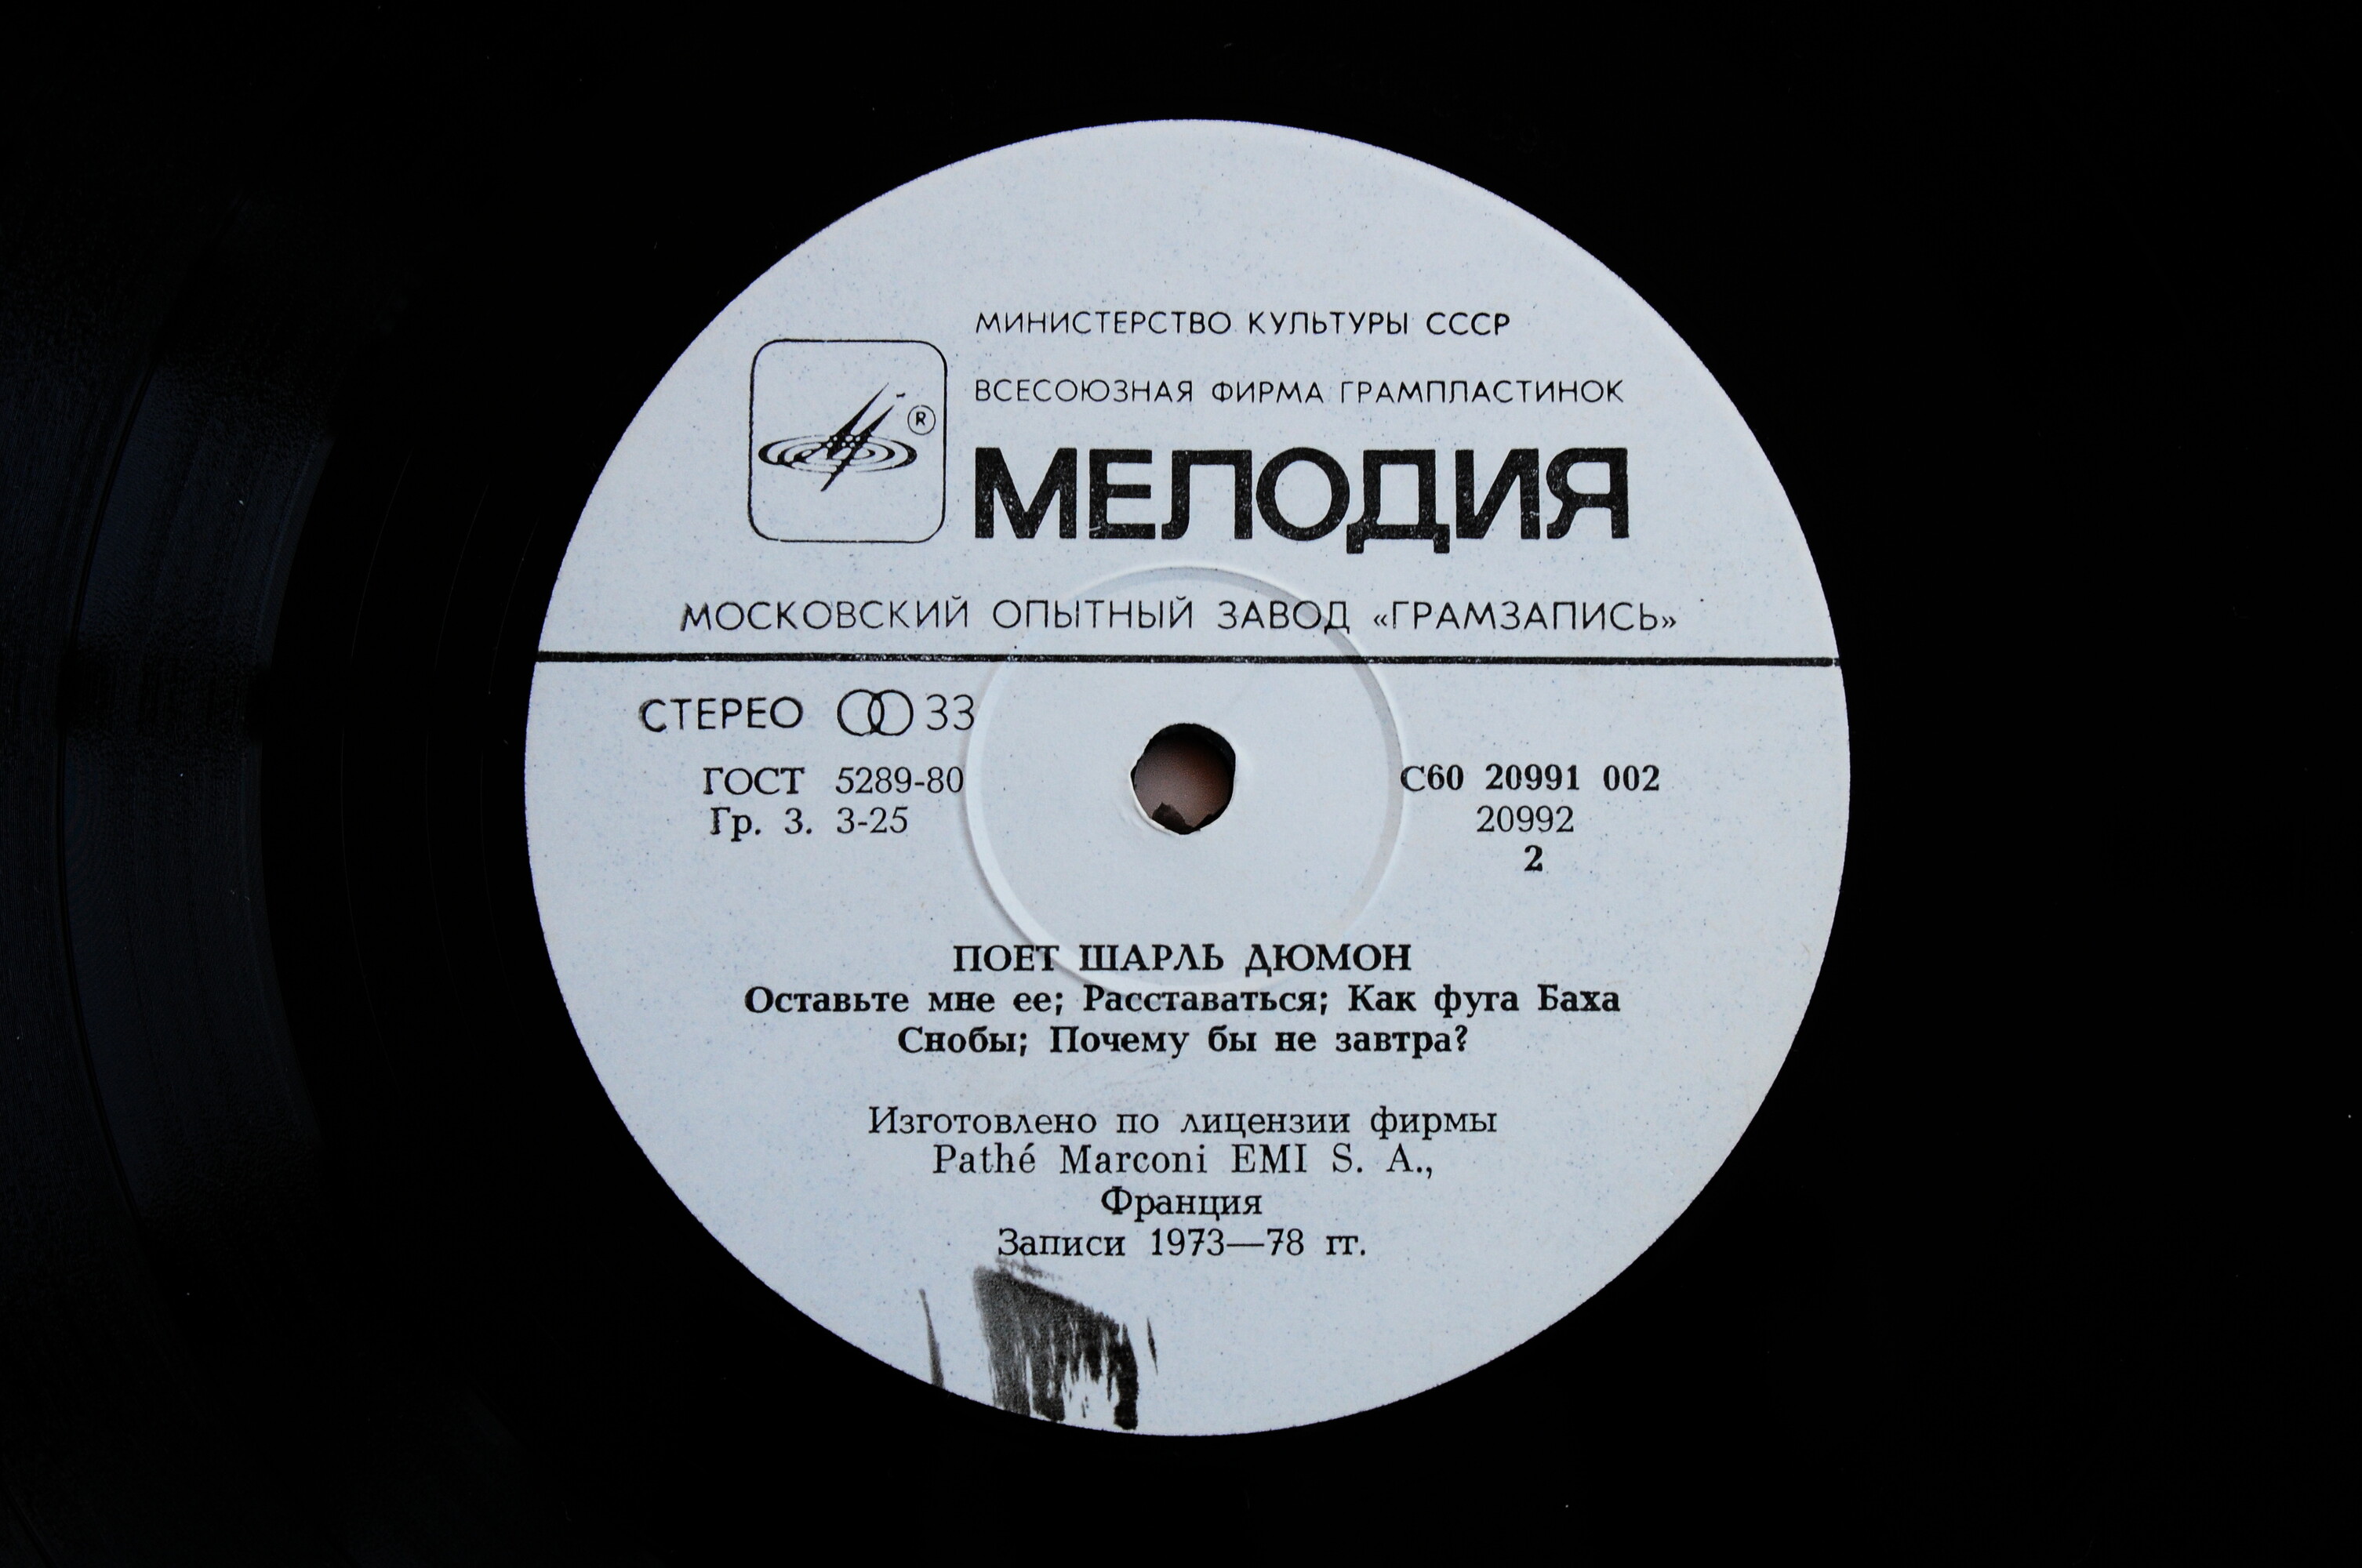 МИНИСТЕРСТВО КУЛЬТУРЫ СССР
ВСЕСОЮЗНАЯ ФИРМА ГРАМПЛАСТИНОК
®
МЕЛОДИЯ
МОСКОВСКИЙ ОПЫТНЫЙ ЗАВОД «ГРАМЗАПИСЬ»
СТЕРЕО 33
ГОСТ 5289-80
Гр. 3. 3-25
С60 20991 002
20992
2
ПОЕТ ШАРЛЬ ДЮМОН
Оставьте мне ее; Расставаться; Как фуга Баха
Снобы; Почему бы не завтра?
Изготовлено по лицензии фирмы
Pathé Marconi EMI S. A.,
Франция
Записи 1973—78 гг.